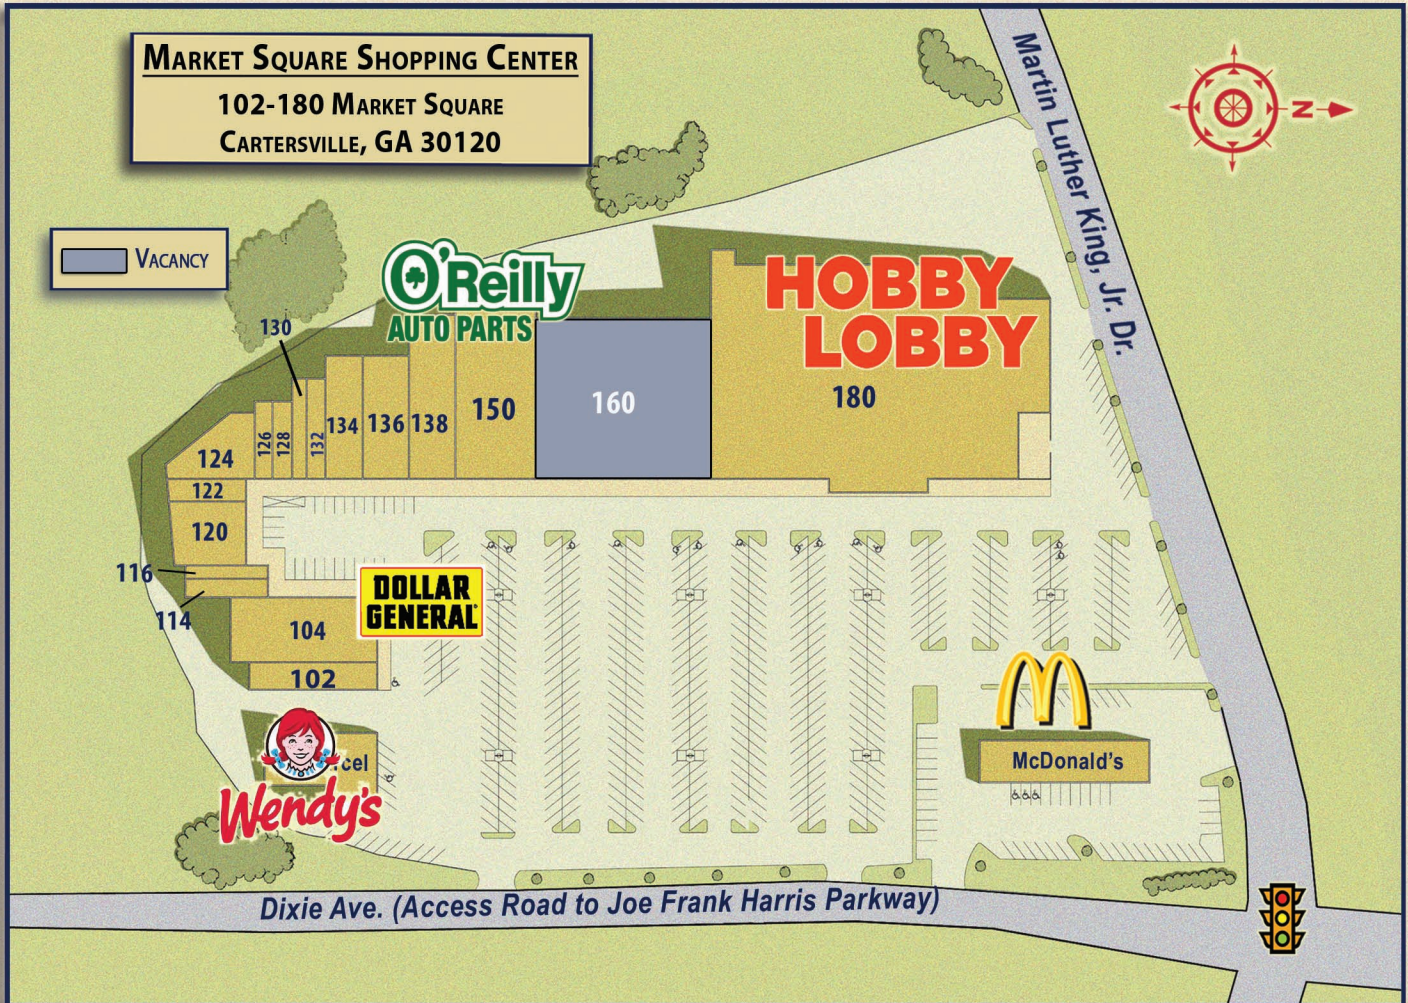 MARKET SQUARE SHOPPING CENTER
102-180 MARKET SQUARE
CARTERSVILLE, GA 30120
VACANCY
N
Martin Luther King, Jr. Dr.
O'Reilly
AUTO PARTS
HOBBY
LOBBY
130
124
126
128
132
134
136
138
150
160
180
122
120
116
114
104
102
DOLLAR
GENERAL
McDonald's
Wendy's
Dixie Ave. (Access Road to Joe Frank Harris Parkway)